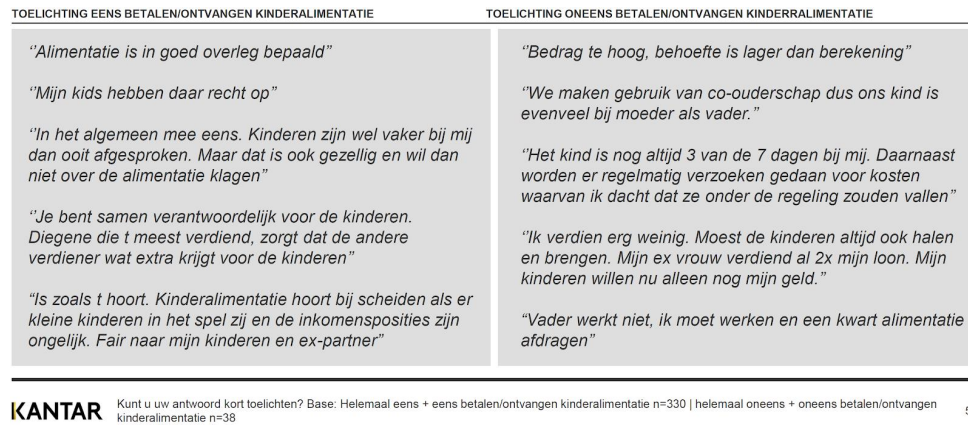 TOELICHTING EENS BETALEN/ONTVANGEN KINDERALIMENTATIE
‘’Alimentatie is in goed overleg bepaald”
‘’Mijn kids hebben daar recht op”
‘’In het algemeen mee eens. Kinderen zijn wel vaker bij mij
dan ooit afgesproken. Maar dat is ook gezellig en wil dan
niet over de alimentatie klagen”
‘’Je bent samen verantwoordelijk voor de kinderen.
Diegene die t meest verdiend, zorgt dat de andere
verdiener wat extra krijgt voor de kinderen”
“Is zoals t hoort. Kinderalimentatie hoort bij scheiden als er
kleine kinderen in het spel zij en de inkomensposities zijn
ongelijk. Fair naar mijn kinderen en ex-partner”
TOELICHTING ONEENS BETALEN/ONTVANGEN KINDERRALIMENTATIE
‘’Bedrag te hoog, behoefte is lager dan berekening”
‘’We maken gebruik van co-ouderschap dus ons kind is
evenveel bij moeder als vader.”
‘’Het kind is nog altijd 3 van de 7 dagen bij mij. Daarnaast
worden er regelmatig verzoeken gedaan voor kosten
waarvan ik dacht dat ze onder de regeling zouden vallen”
‘’Ik verdien erg weinig. Moest de kinderen altijd ook halen
en brengen. Mijn ex vrouw verdiend al 2x mijn loon. Mijn
kinderen willen nu alleen nog mijn geld.”
“Vader werkt niet, ik moet werken en een kwart alimentatie
afdragen”
KANTAR
Kunt u uw antwoord kort toelichten? Base: Helemaal eens + eens betalen/ontvangen kinderalimentatie n=330 | helemaal oneens + oneens betalen/ontvangen
kinderalimentatie n=38